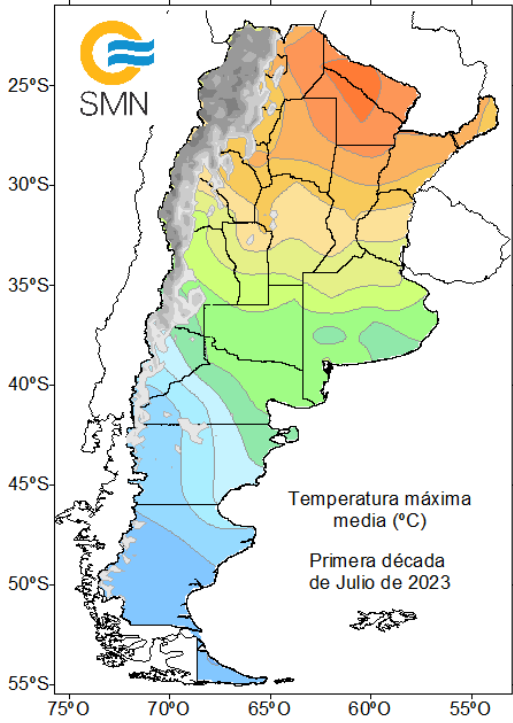 SMN
25ºS
30ºS
35ºS
40ºS
45ºS
50ºS
55ºS
Temperatura máxima
media (ºC)
Primera década
de Julio de 2023
75ºO 70ºO 65ºO 60ºO 55ºO